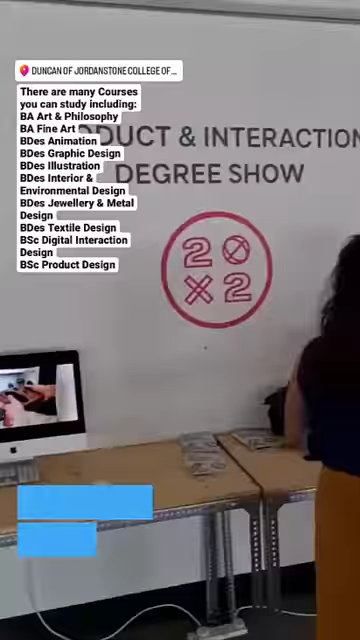 DUNCAN OF JORDANSTONE COLLEGE OF...
There are many Courses
you can study including:
BA Art & Philosophy
BA Fine Art
BDes Animation
BDes Graphic Design
BDes Illustration
BDes Interior &
Environmental Design
BDes Jewellery & Metal
Design
BDes Textile Design
BSc Digital Interaction
Design
BSc Product Design
DUCT & INTERACTION
DEGREE SHOW
20
X2